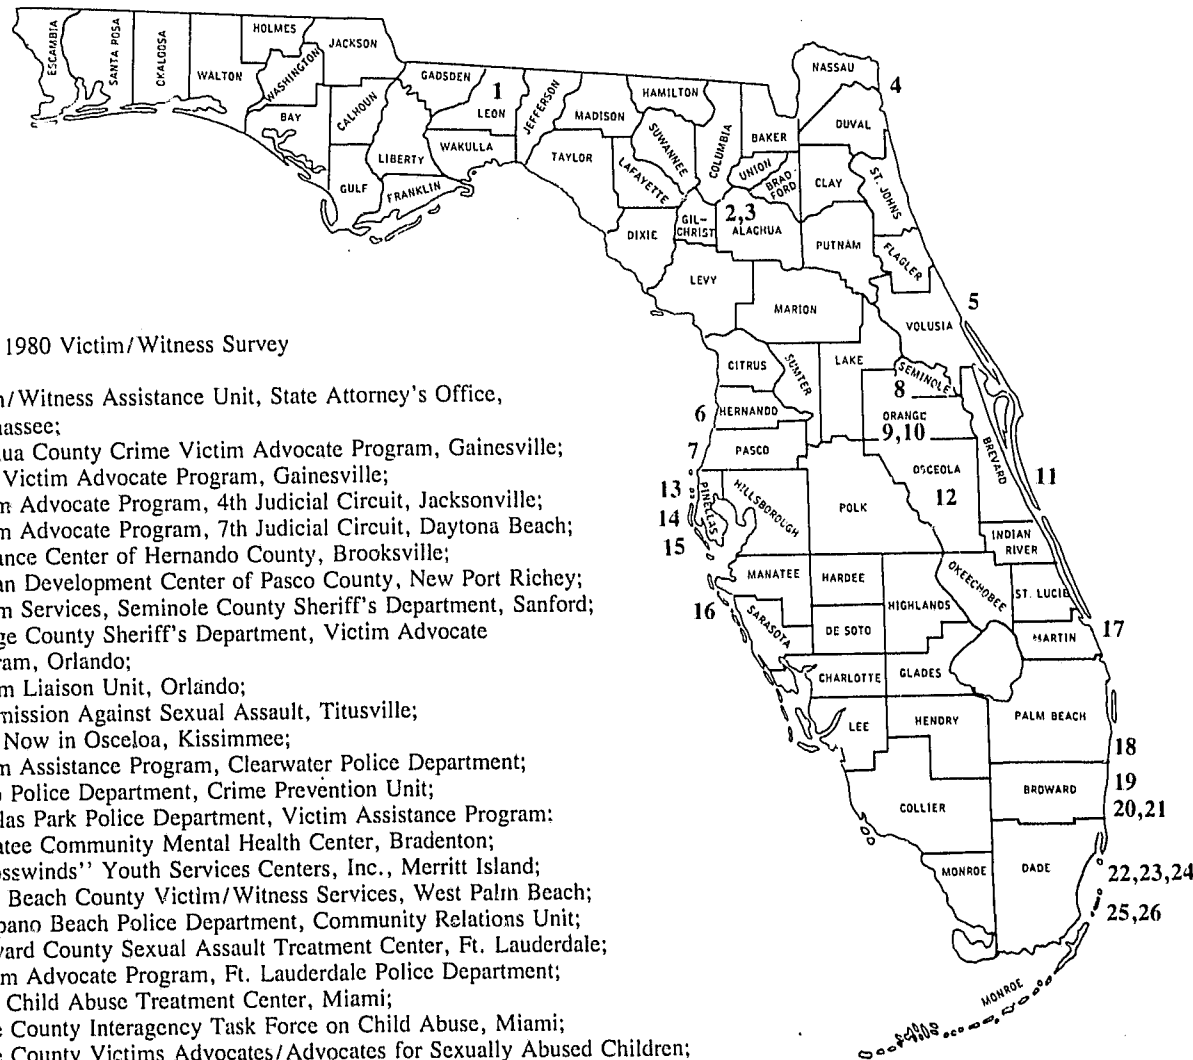 HOLMES
JACKSON
ESCAMBIA
SANTA POSA
OKALOOSA
WALTON
WASHINGTON
BAY
CALHOUN
GULF
LIBERTY
FRANKLIN
GADSDEN
1
LEON
WAKULLA
JEFFERSON
MADISON
TAYLOR
HAMILTON
SUWANNEE
LAFAYETTE
COLUMBIA
BAKER
NASSAU
4
DUVAL
UNION
BRAD-
FORD
CLAY
ST. JOHNS
DIXIE
GIL-
CHRIST
2,3
ALACHUA
PUTNAM
FLAGLER
LEVY
MARION
5
VOLUSIA
CITRUS
SUMTER
LAKE
SEMINOLE
8
6
HERNANDO
ORANGE
9,10
7
PASCO
OSCEOLA
12
BREVARD
11
13
14
15
PINELLAS
HILLSBOROUGH
POLK
INDIAN
RIVER
MANATEE
HARDEE
OKEECHOBEE
ST. LUCIE
16
SARASOTA
DE SOTO
HIGHLANDS
MARTIN
17
CHARLOTTE
GLADES
LEE
HENDRY
PALM BEACH
18
COLLIER
BROWARD
19
20,21
MONROE
DADE
22,23,24
25,26
MONROE
1980 Victim/Witness Survey
/Witness Assistance Unit, State Attorney's Office,
assee;
ua County Crime Victim Advocate Program, Gainesville;
Victim Advocate Program, Gainesville;
m Advocate Program, 4th Judicial Circuit, Jacksonville;
m Advocate Program, 7th Judicial Circuit, Daytona Beach;
ance Center of Hernando County, Brooksville;
an Development Center of Pasco County, New Port Richey;
m Services, Seminole County Sheriff's Department, Sanford;
ge County Sheriff's Department, Victim Advocate
ram, Orlando;
m Liaison Unit, Orlando;
mission Against Sexual Assault, Titusville;
Now in Osceloa, Kissimmee;
m Assistance Program, Clearwater Police Department;
Police Department, Crime Prevention Unit;
las Park Police Department, Victim Assistance Program;
atee Community Mental Health Center, Bradenton;
osswinds" Youth Services Centers, Inc., Merritt Island;
Beach County Victim/Witness Services, West Palm Beach;
pano Beach Police Department, Community Relations Unit;
ward County Sexual Assault Treatment Center, Ft. Lauderdale;
m Advocate Program, Ft. Lauderdale Police Department;
Child Abuse Treatment Center, Miami;
County Interagency Task Force on Child Abuse, Miami;
County Victims Advocates/Advocates for Sexually Abused Children;